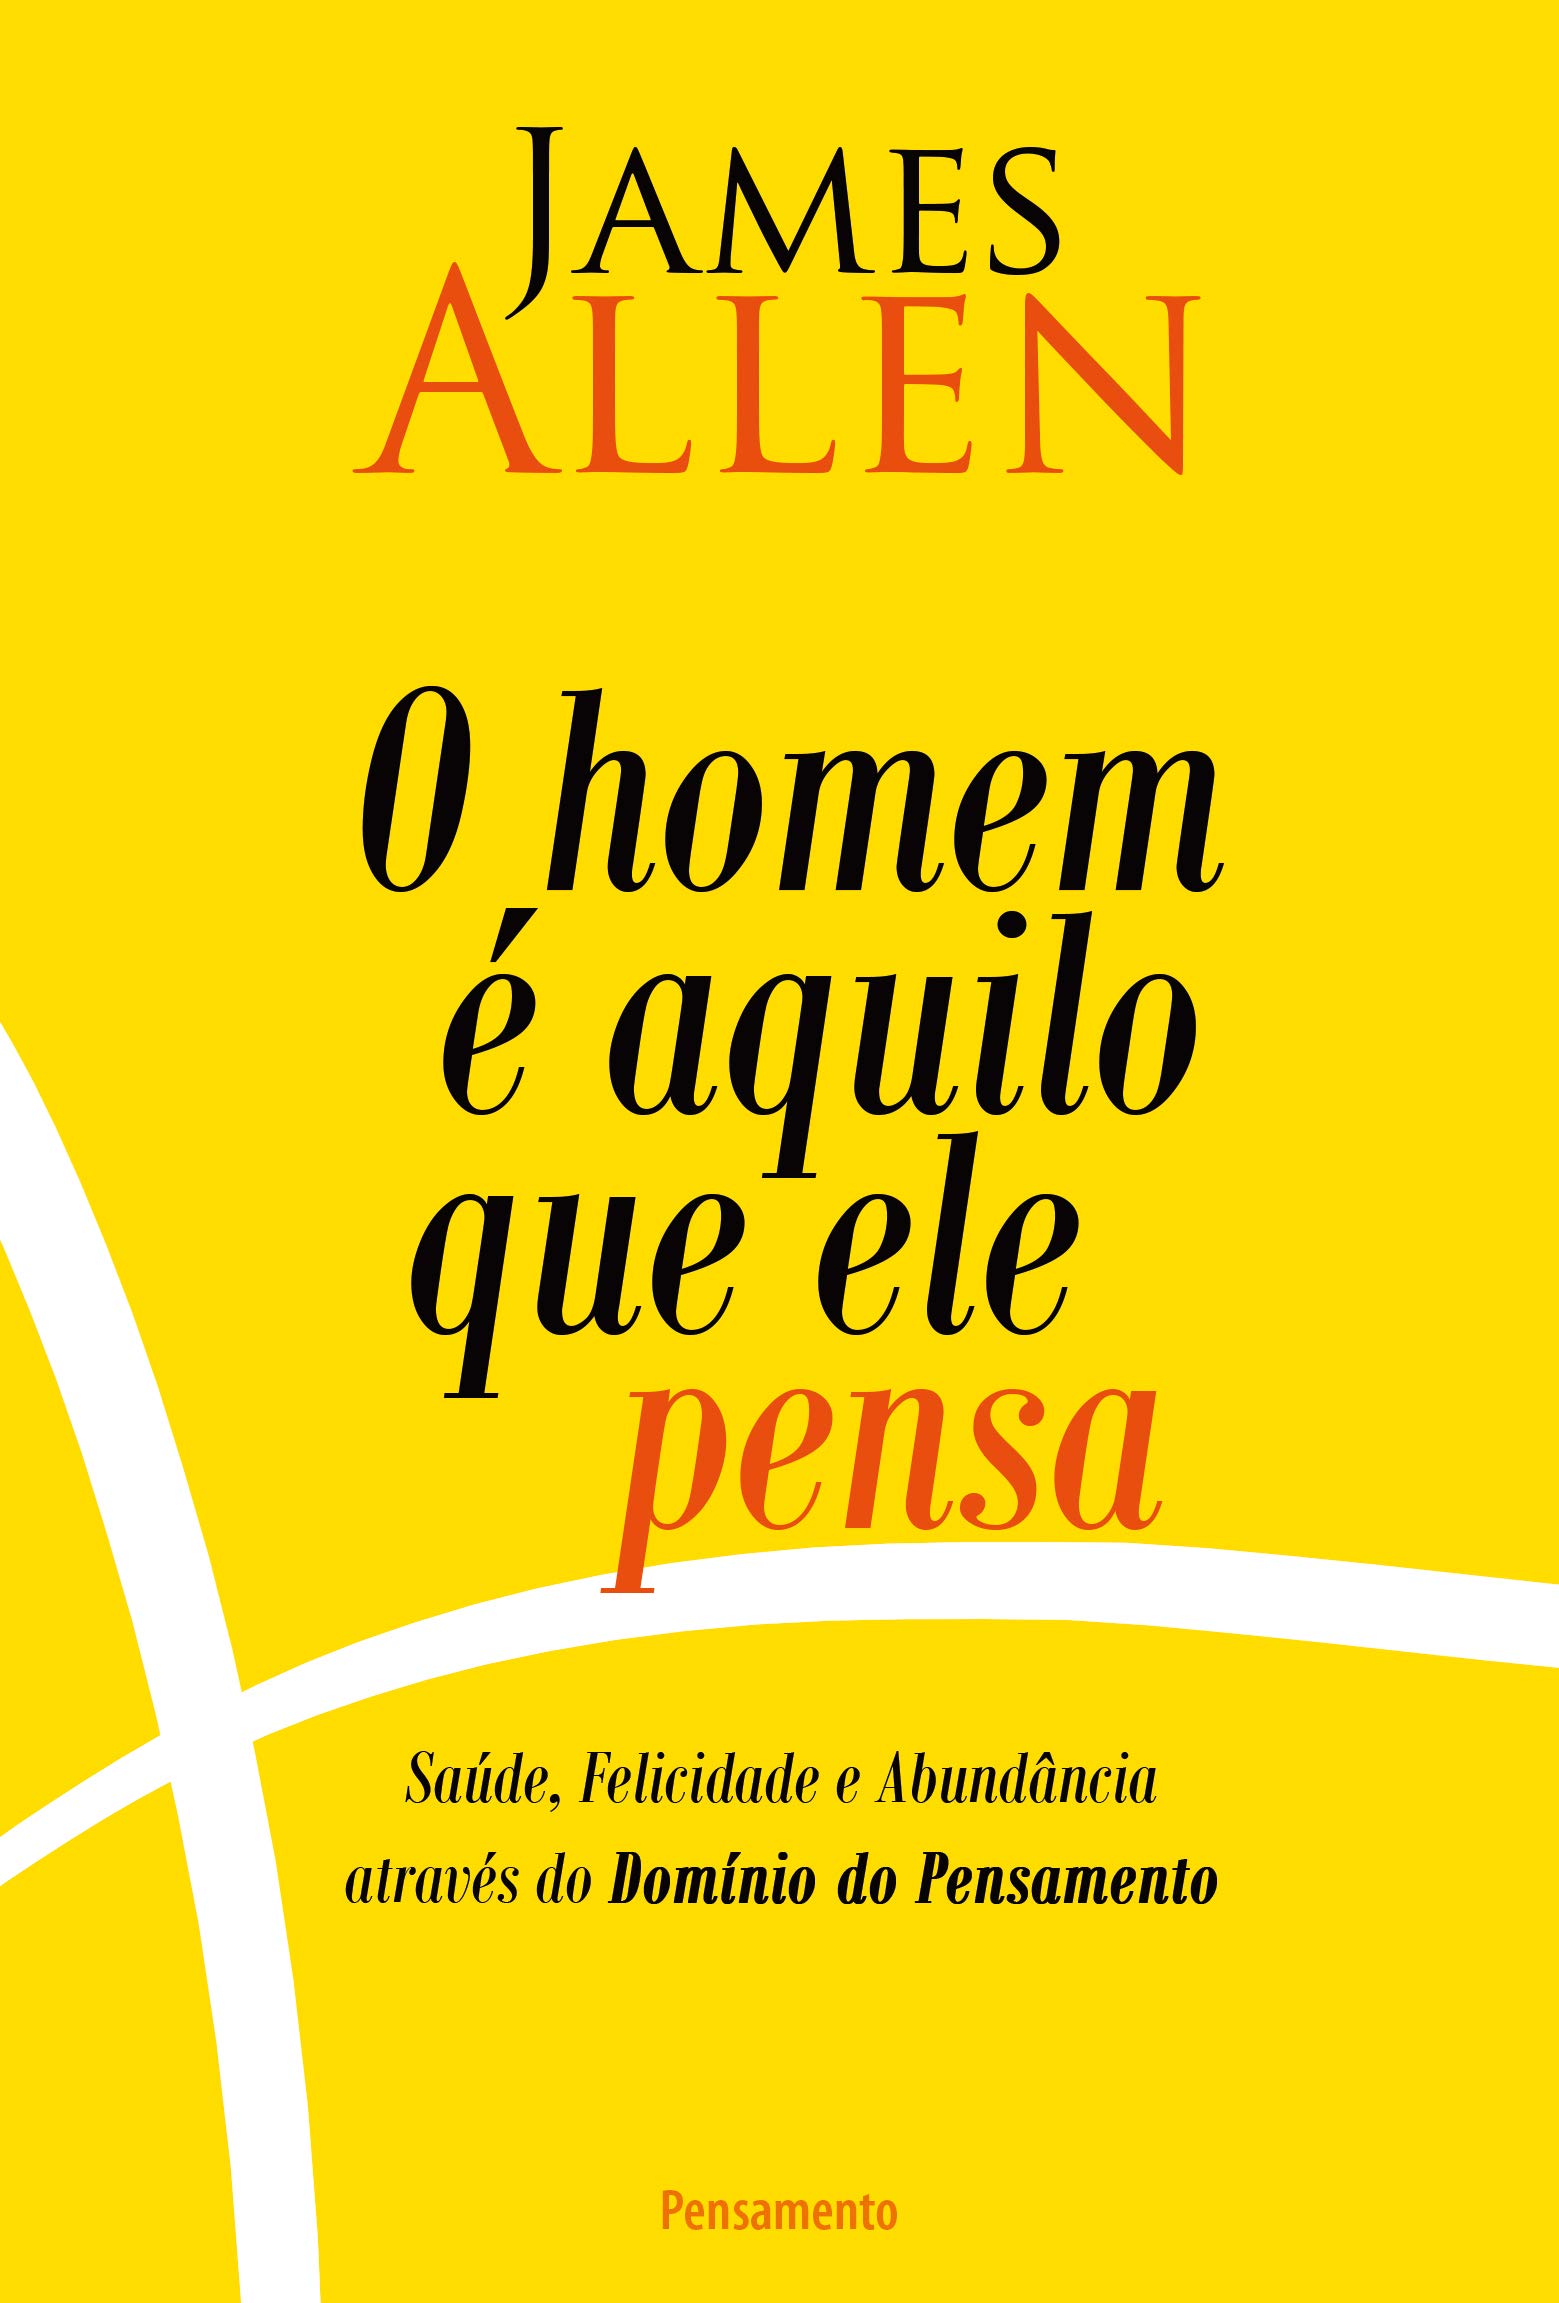 JAMES
ALLEN
O homem
é aquilo
que ele
pensa
Saúde, Felicidade e Abundância
através do Domínio do Pensamento
Pensamento